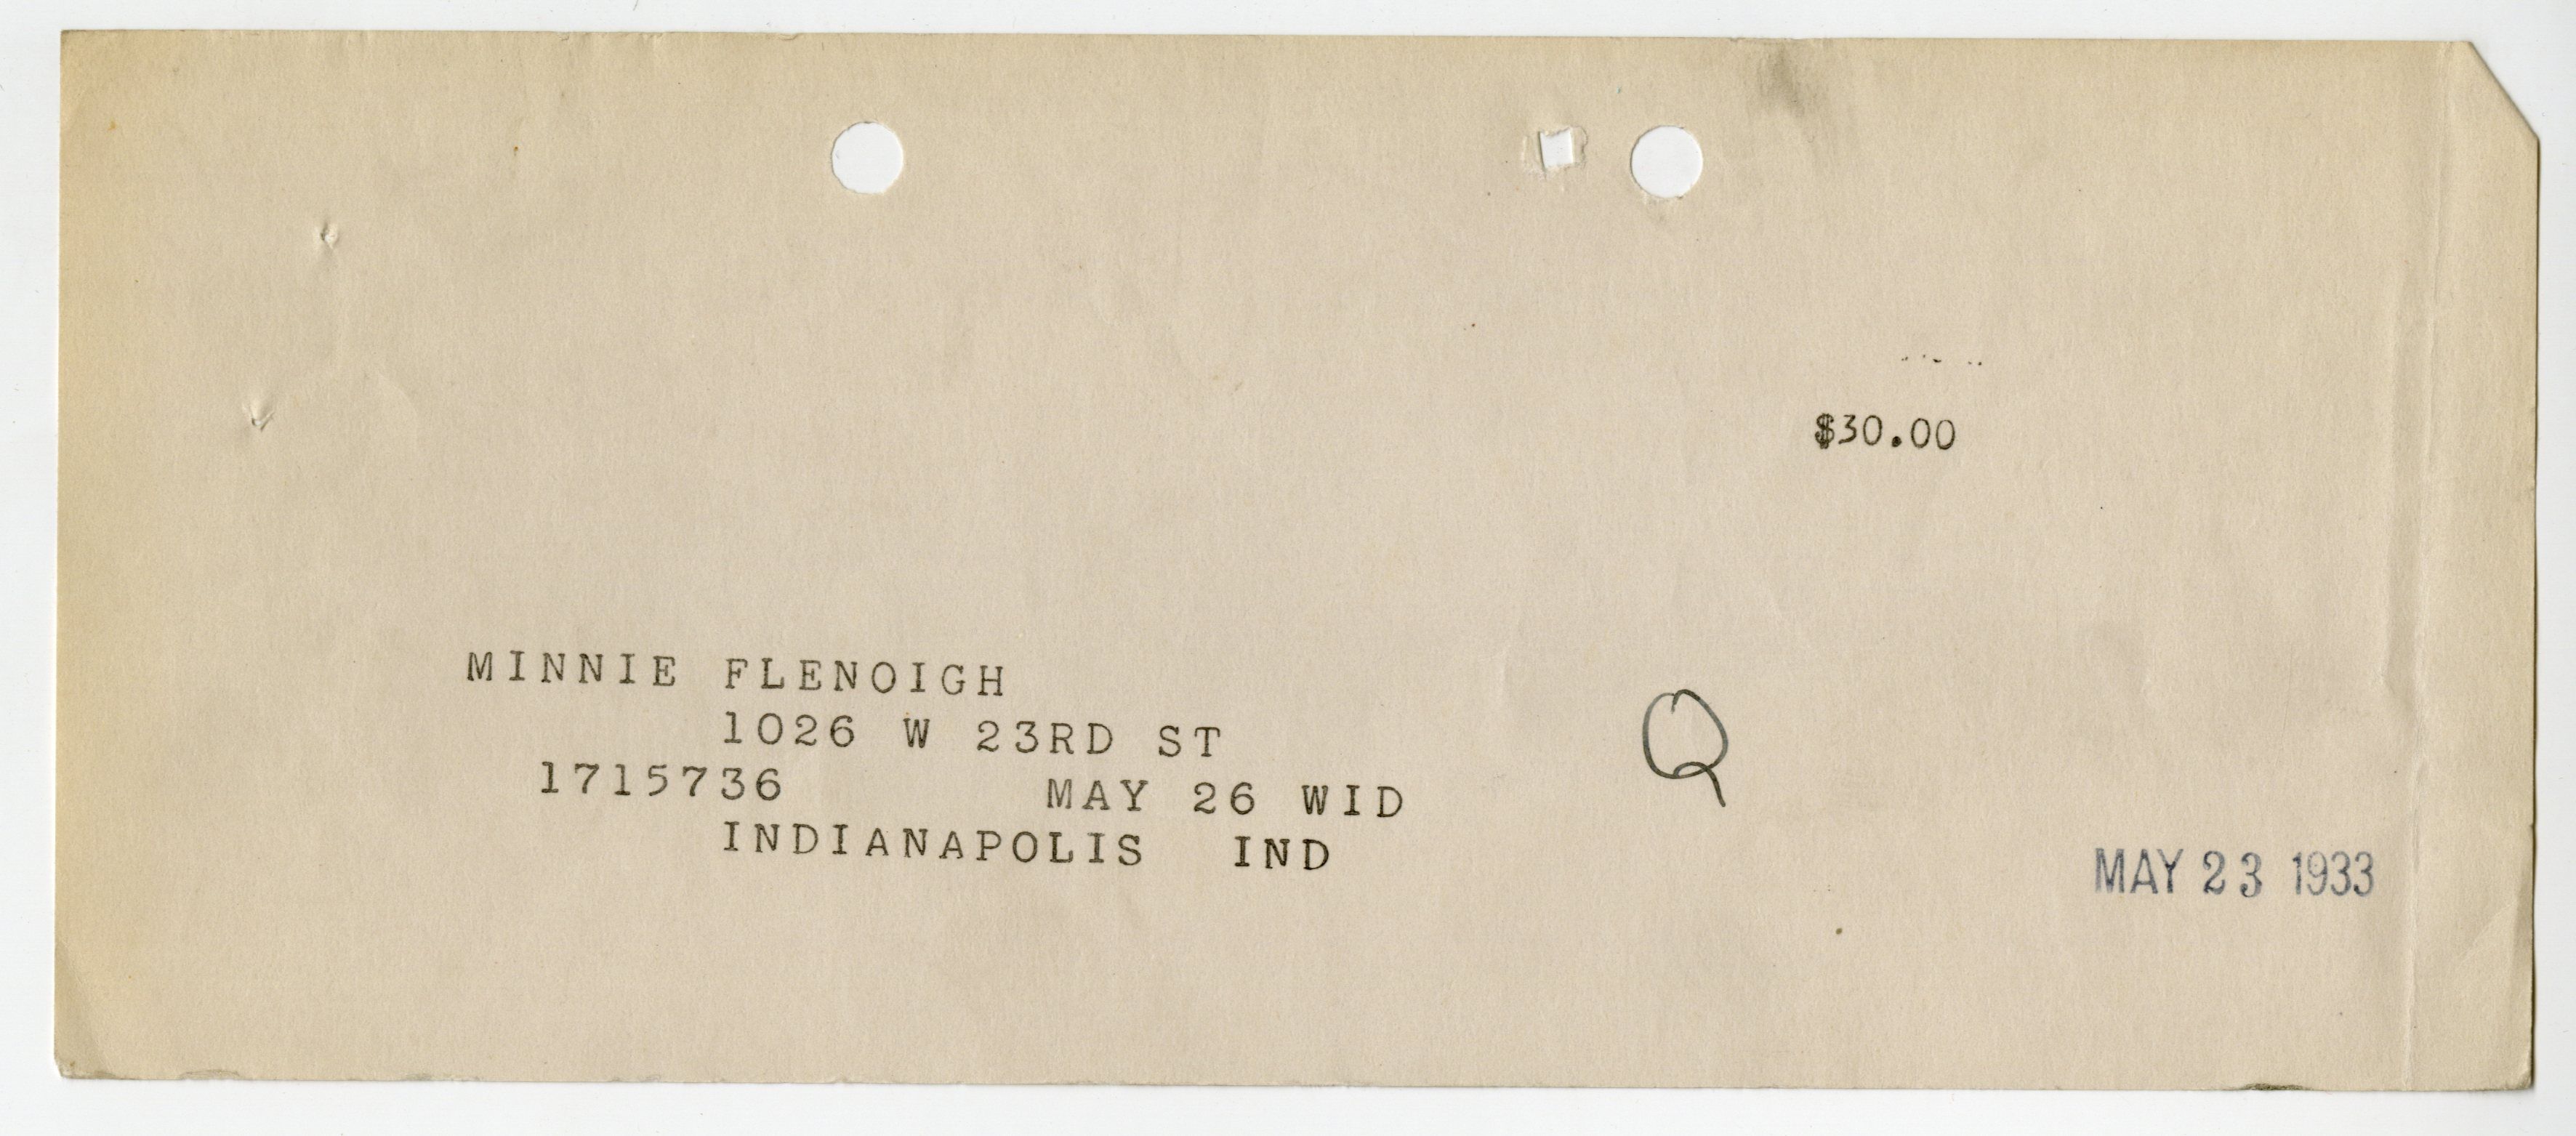 $30.00
MINNIE FLENOIGH
1026 W 23RD ST
1715736 MAY 26 WID
INDIANAPOLIS IND
Q
MAY 23 1933